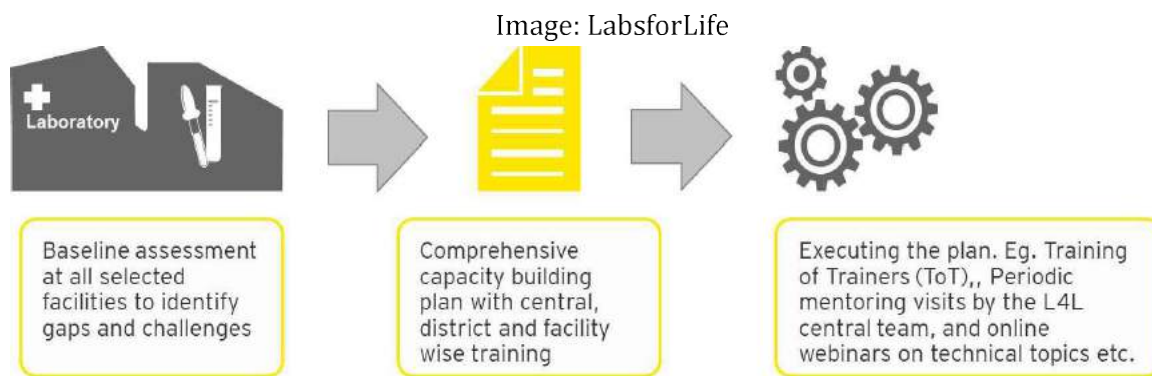 Image: LabsforLife
Laboratory
Baseline assessment
at all selected
facilities to identify
gaps and challenges
Comprehensive
capacity building
plan with central,
district and facility
wise training
Executing the plan. Eg. Training
of Trainers (ToT),, Periodic
mentoring visits by the L4L
central team, and online
webinars on technical topics etc.